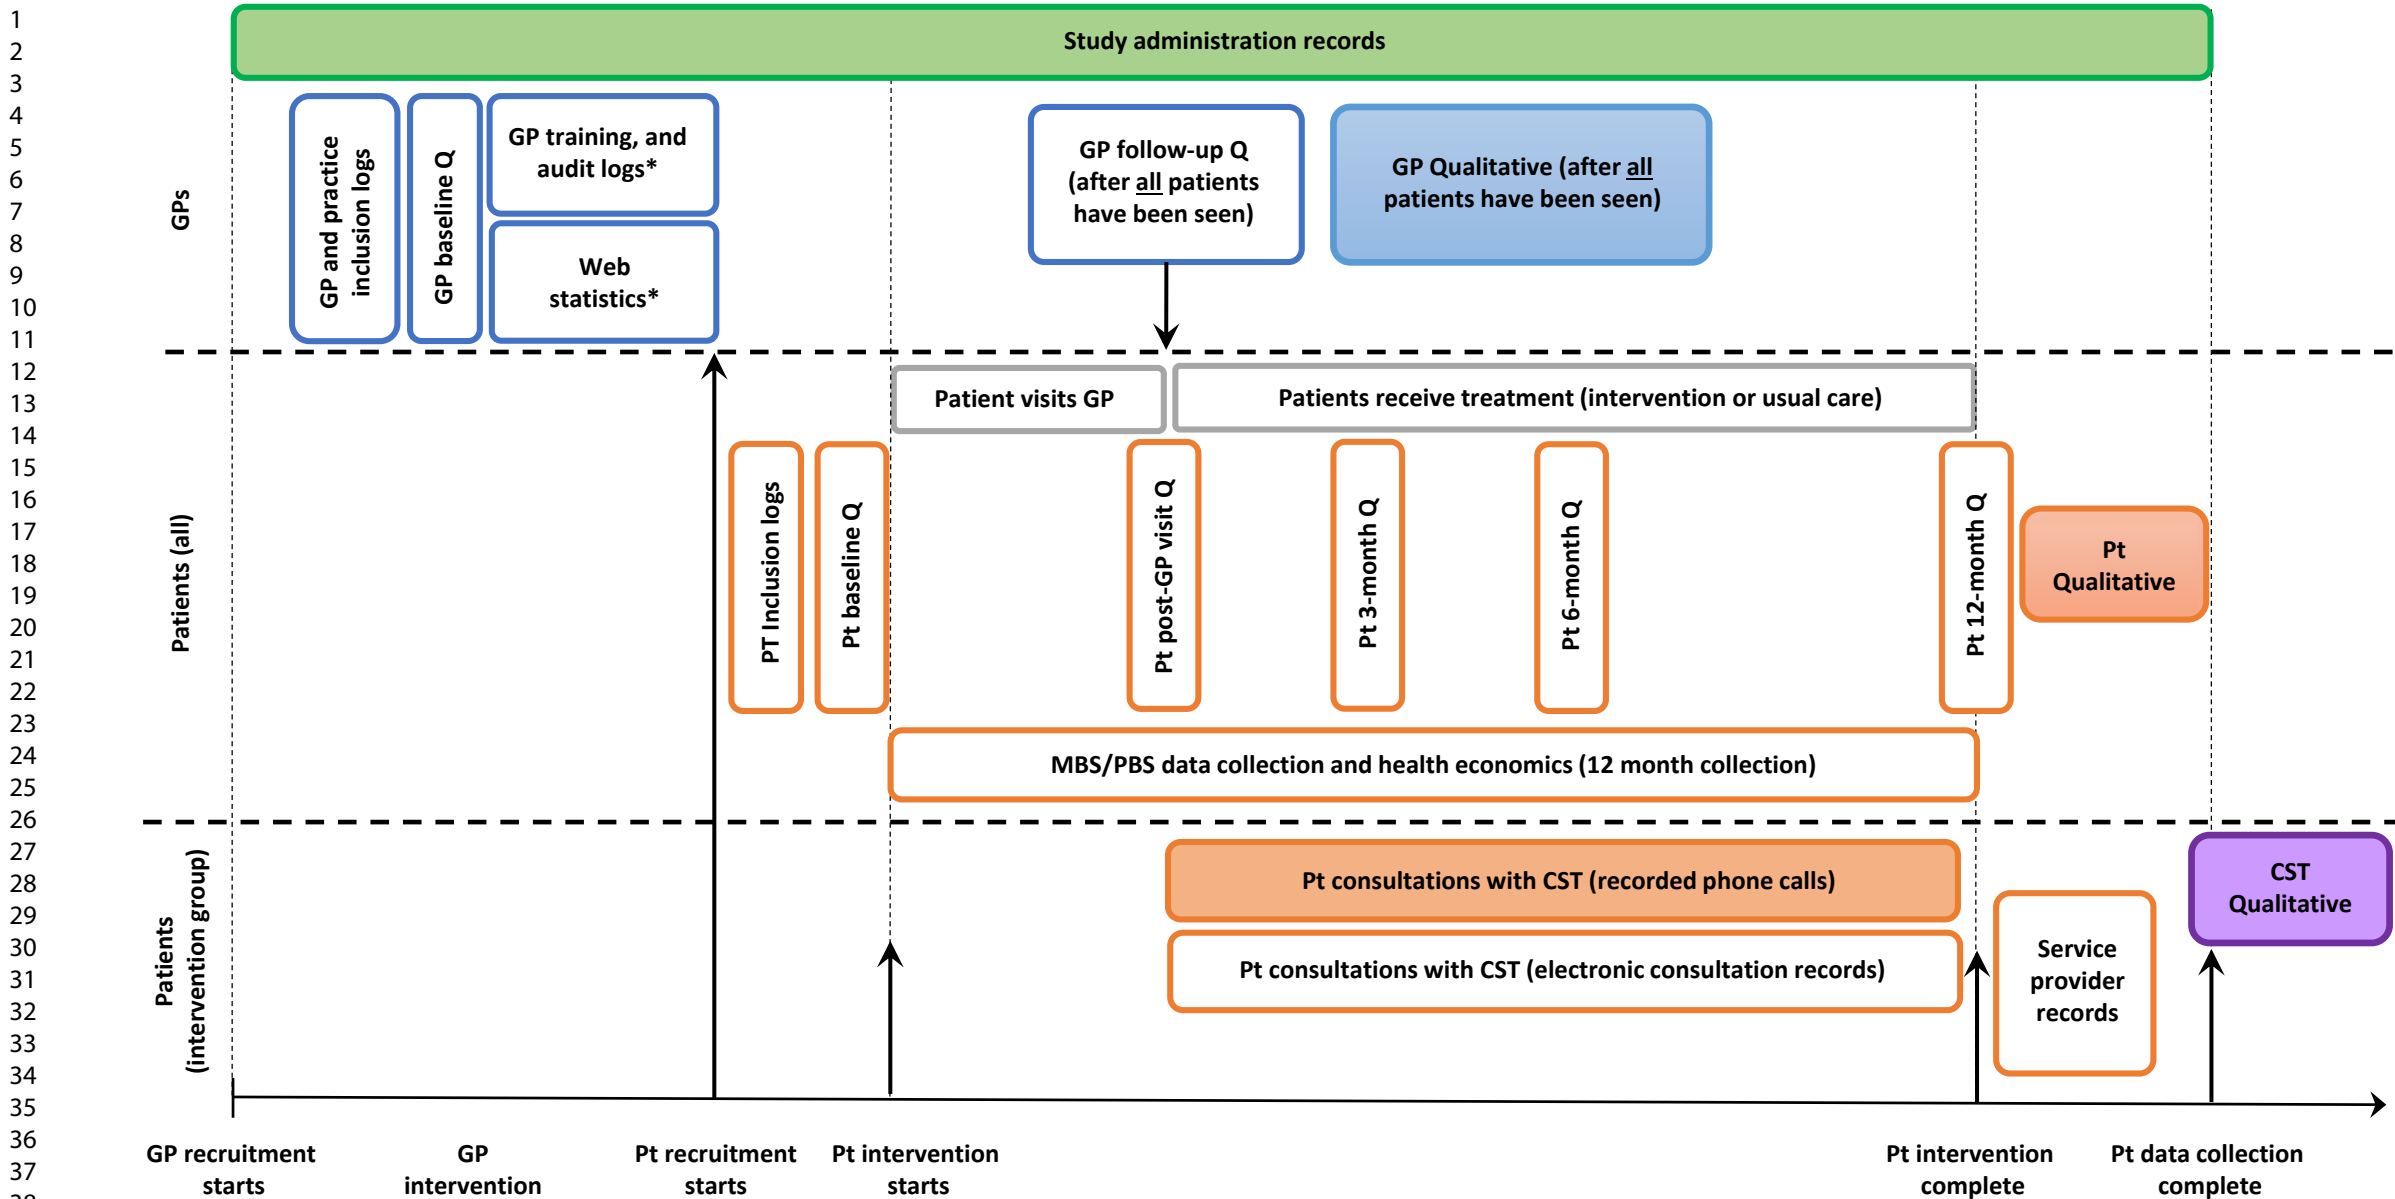 1
2
3
4
5
6
7
8
9
10
11
12
13
14
15
16
17
18
19
20
21
22
23
24
25
26
27
28
29
30
31
32
33
34
35
36
37
Study administration records
GPs
GP and practice
inclusion logs
GP baseline Q
GP training, and
audit logs*
Web
statistics*
GP follow-up Q
(after all patients
have been seen)
GP Qualitative (after all
patients have been seen)
Patients (all)
Patient visits GP
Patients receive treatment (intervention or usual care)
PT Inclusion logs
Pt baseline Q
Pt post-GP visit Q
Pt 3-month Q
Pt 6-month Q
Pt 12-month Q
Pt
Qualitative
MBS/PBS data collection and health economics (12 month collection)
Patients
(intervention group)
Pt consultations with CST (recorded phone calls)
Pt consultations with CST (electronic consultation records)
Service
provider
records
CST
Qualitative
GP recruitment
starts
GP
intervention
Pt recruitment
starts
Pt intervention
starts
Pt intervention
complete
Pt data collection
complete